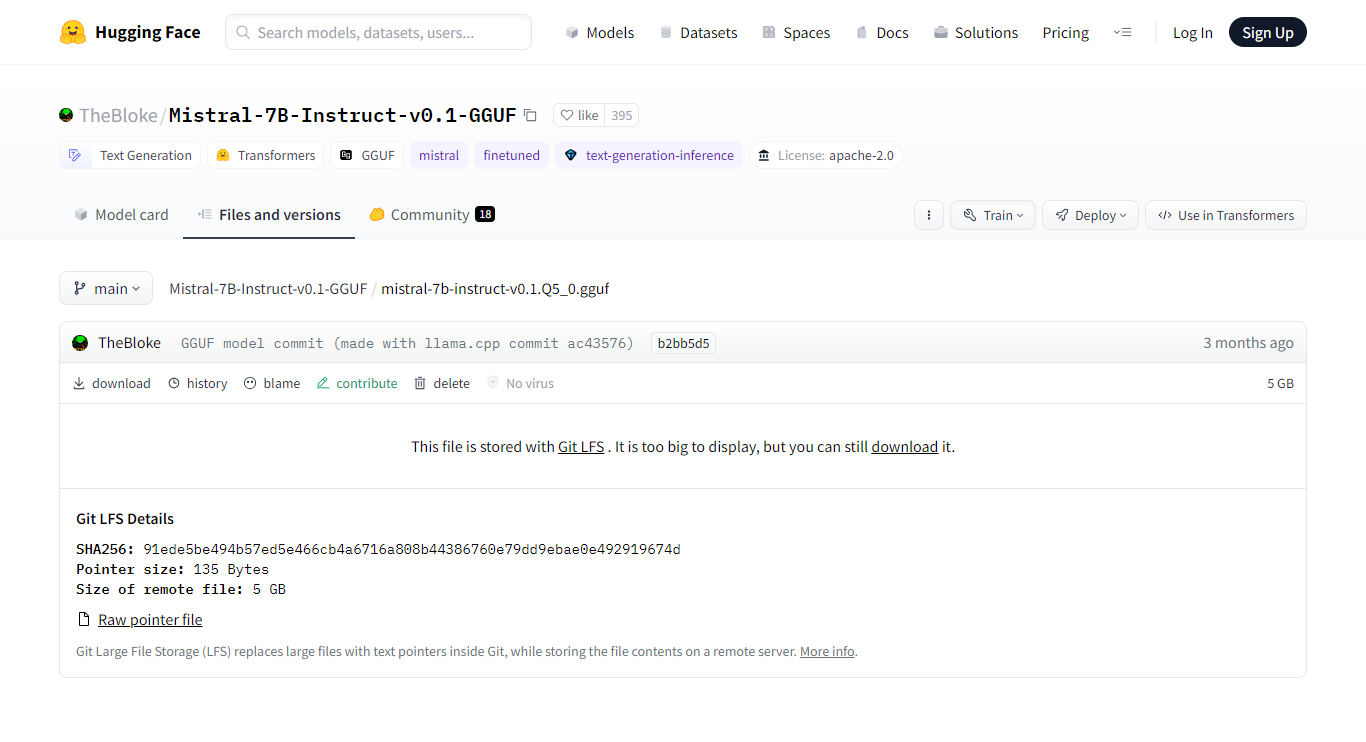 Hugging Face Search models, datasets, users... Models Datasets Spaces Docs Solutions Pricing Log In Sign Up
TheBloke/Mistral-7B-Instruct-v0.1-GGUF like 395
Text Generation Transformers GGUF mistral finetuned text-generation-inference License: apache-2.0
Model card Files and versions Community 18 Train Deploy Use in Transformers
main Mistral-7B-Instruct-v0.1-GGUF / mistral-7b-instruct-v0.1.Q5_0.gguf
TheBloke GGUF model commit (made with llama.cpp commit ac43576) b2bb5d5 3 months ago
download history blame contribute delete No virus 5 GB
This file is stored with Git LFS . It is too big to display, but you can still download it.
Git LFS Details
SHA256: 91ede5be494b57ed5e466cb4a6716a808b44386760e79dd9ebae0e492919674d
Pointer size: 135 Bytes
Size of remote file: 5 GB
Raw pointer file
Git Large File Storage (LFS) replaces large files with text pointers inside Git, while storing the file contents on a remote server. More info.